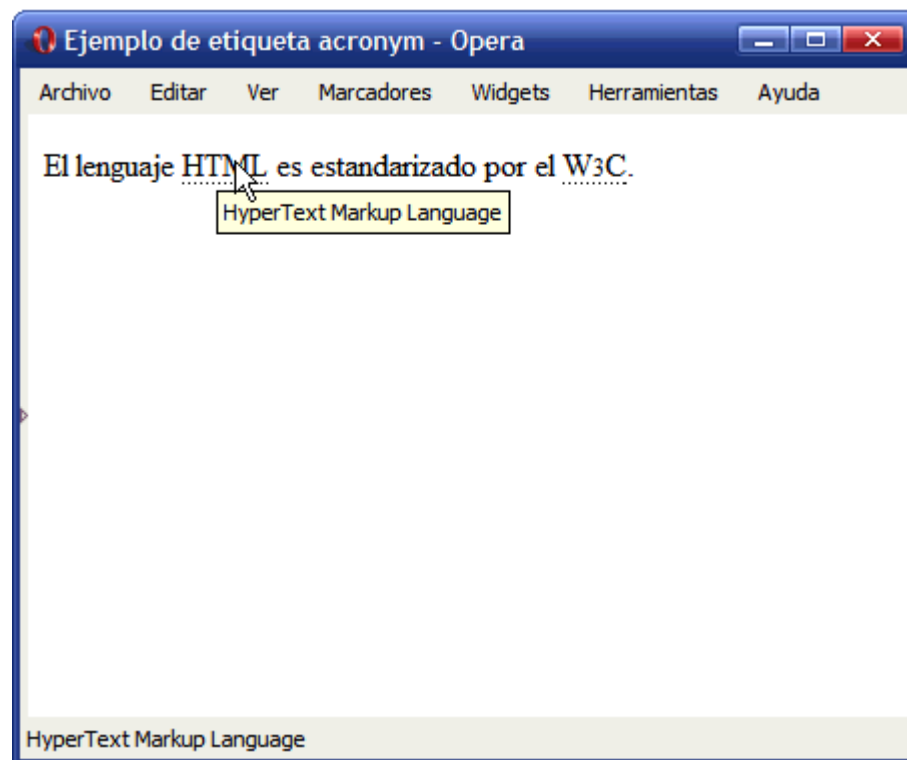 Ejemplo de etiqueta acronym - Opera
Archivo Editar Ver Marcadores Widgets Herramientas Ayuda
El lenguaje HTML es estandarizado por el W3C.
HyperText Markup Language
HyperText Markup Language